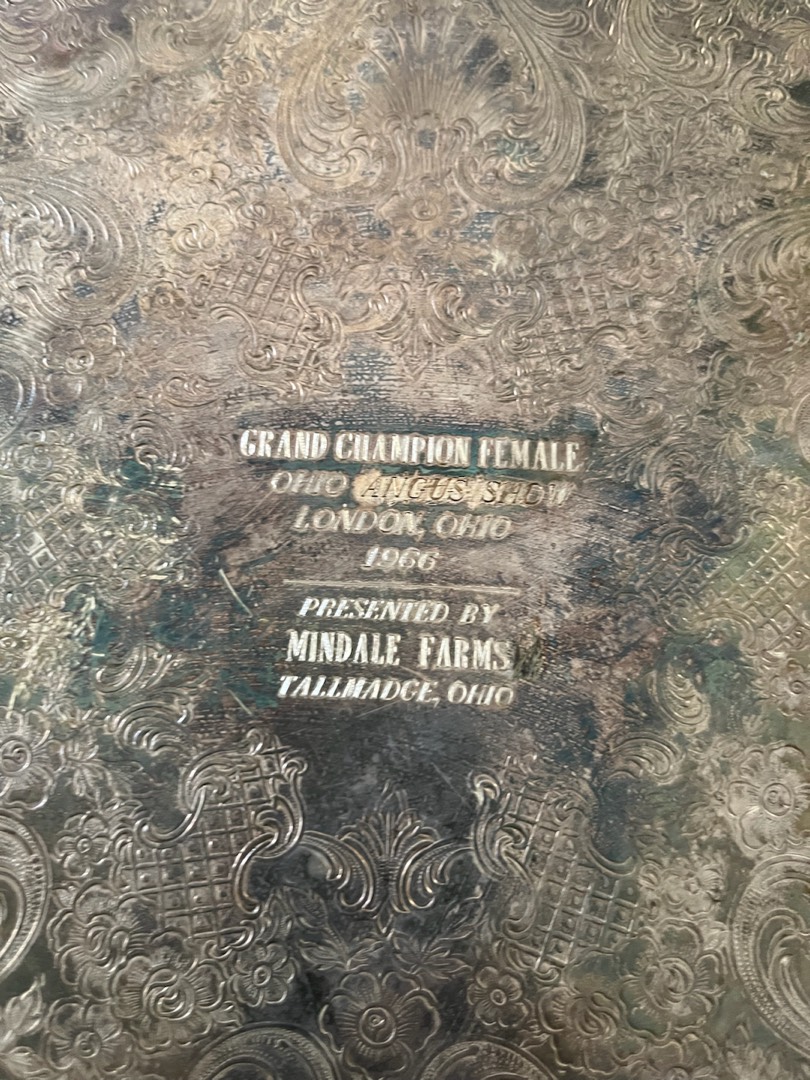 GRAND CHAMPION FEMALE
OHIO ANGUS SHOW
LONDON, OHIO
1966
PRESENTED BY
MINDALE FARMS
TALLMADGE, OHIO